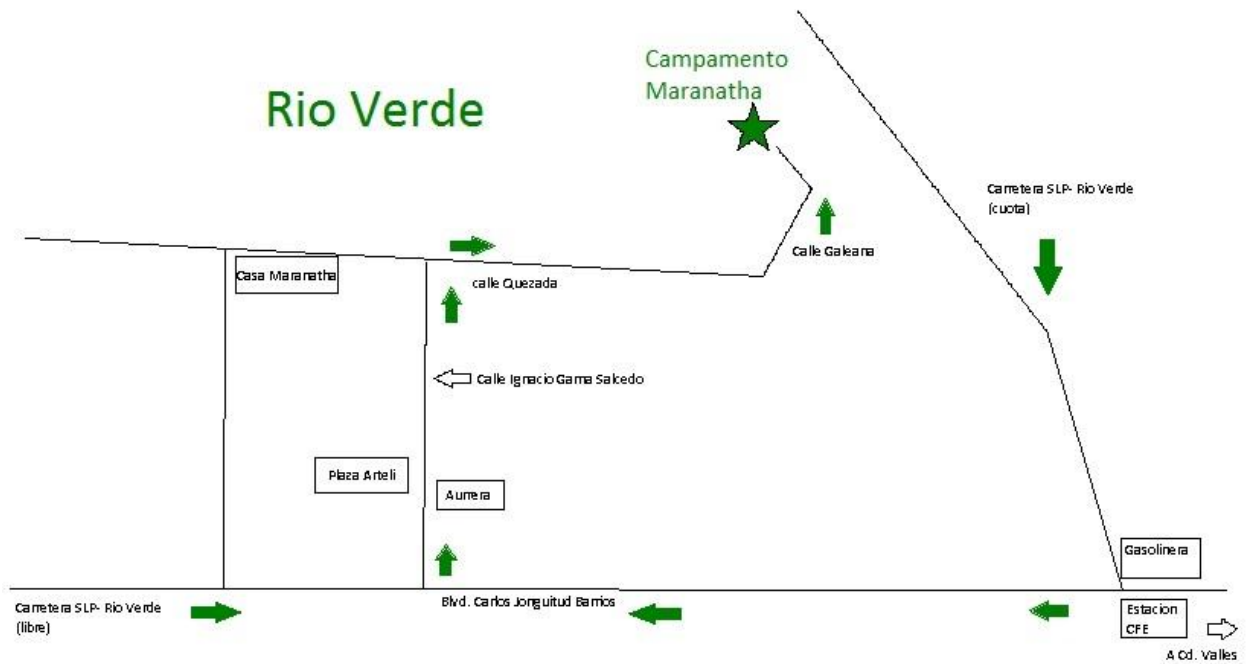 Rio Verde
Campamento
Maranatha
Carretera SLP- Rio Verde
(cuota)
Calle Galeana
Casa Maranatha
calle Quezada
Calle Ignacio Gama Salcedo
Plaza Arteli
Aurrera
Gasolinera
Carretera SLP- Rio Verde
(libre)
Blvd. Carlos Jonguitud Barrios
Estacion
CFE
A Cd. Valles